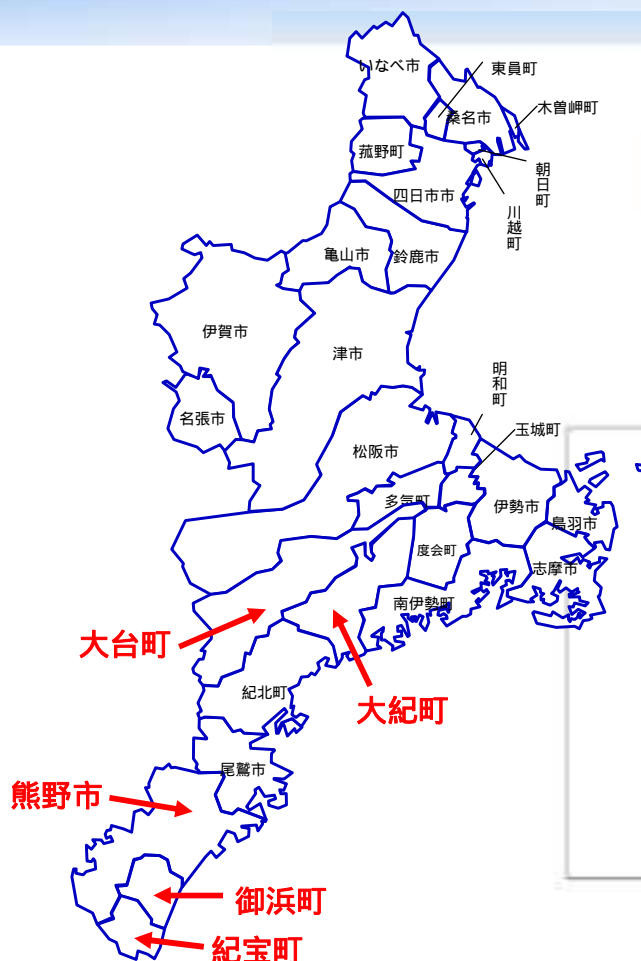 いなべ市
東員町
桑名市
木曽岬町
菰野町
朝日町
四日市市
川越町
亀山市
鈴鹿市
伊賀市
津市
明和町
名張市
玉城町
松阪市
多気町
伊勢市
鳥羽市
度会町
志摩市
南伊勢町
大台町
紀北町
大紀町
尾鷲市
熊野市
御浜町
紀宝町